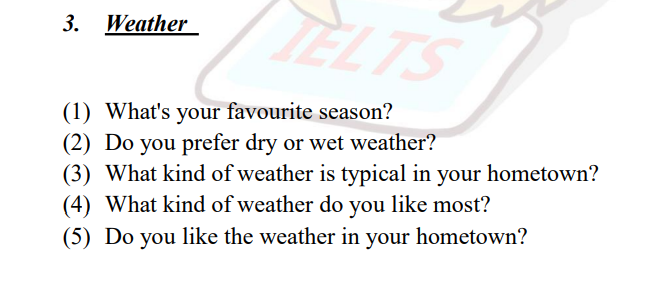 IELTS
3. Weather
(1) What's your favourite season?
(2) Do you prefer dry or wet weather?
(3) What kind of weather is typical in your hometown?
(4) What kind of weather do you like most?
(5) Do you like the weather in your hometown?